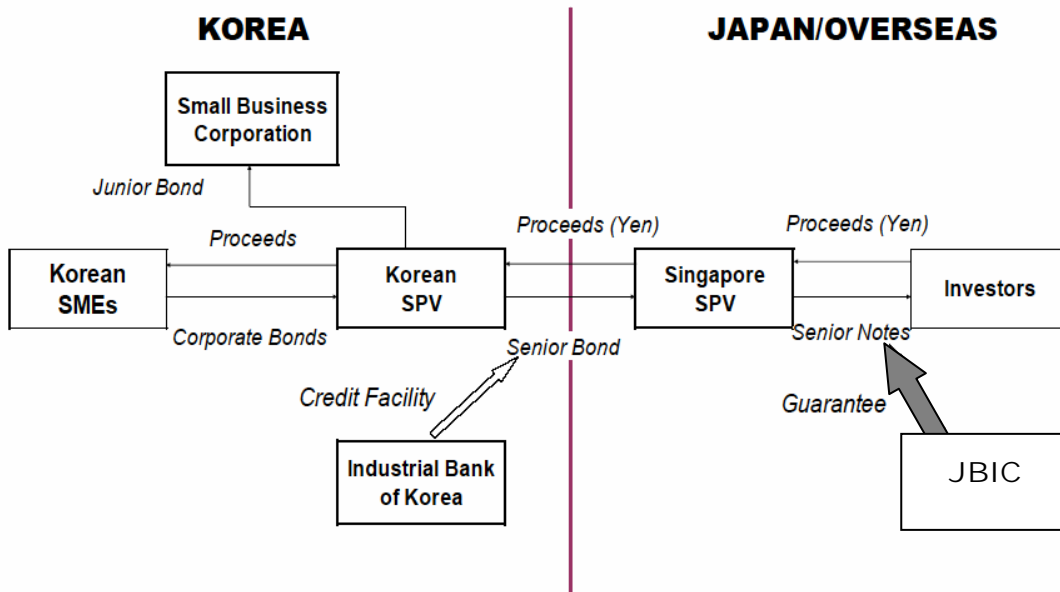 KOREA
JAPAN/OVERSEAS
Small Business
Corporation
Junior Bond
Proceeds
Proceeds (Yen)
Proceeds (Yen)
Korean
SMEs
Korean
SPV
Singapore
SPV
Investors
Corporate Bonds
Senior Bond
Senior Notes
Credit Facility
Guarantee
Industrial Bank
of Korea
JBIC